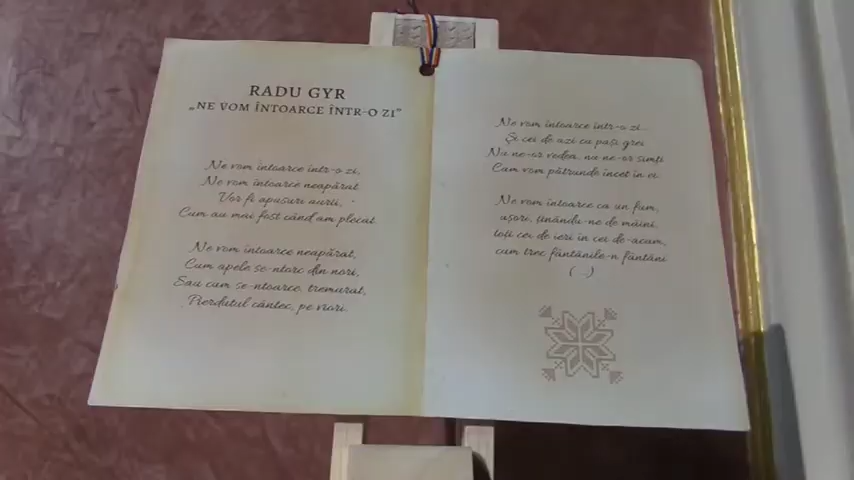 RADU GYR
„NE VOM ÎNTOARCE ÎNTR-O ZI”
Ne vom întoarce într-o zi,
Ne vom întoarce neapărat.
Vor fi apusuri aurii,
Cum au mai fost când am plecat.
Ne vom întoarce neapărat,
Cum apele se-ntorc din nori,
Sau cum se-ntoarce, tremurat,
Pierdutul cântec, pe viori.
Ne vom întoarce într-o zi...
Și cei de azi cu pași grei
Nu ne-or vedea, nu ne-or simți
Cum vom pătrunde încet în ei.
Ne vom întoarce ca un fum,
ușori, ținându-ne de mâini,
toți cei de ieri în cei de-acum,
cum trec fântânile-n fântâni
(...)